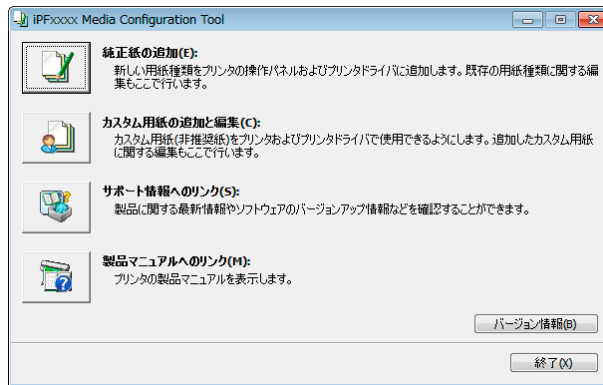 iPFxxxx Media Configuration Tool
純正紙の追加(E):
新しい用紙種類をプリンタの操作パネルおよびプリンタドライバに追加します。既存の用紙種類に関する編
集もここで行います。
カスタム用紙の追加と編集(C):
カスタム用紙(非推奨紙)をプリンタおよびプリンタドライバで使用できるようにします。追加したカスタム用紙
に関する編集もここで行います。
サポート情報へのリンク(S):
製品に関する最新情報やソフトウェアのバージョンアップ情報などを確認することができます。
製品マニュアルへのリンク(M):
プリンタの製品マニュアルを表示します。
バージョン情報(B)
終了(X)